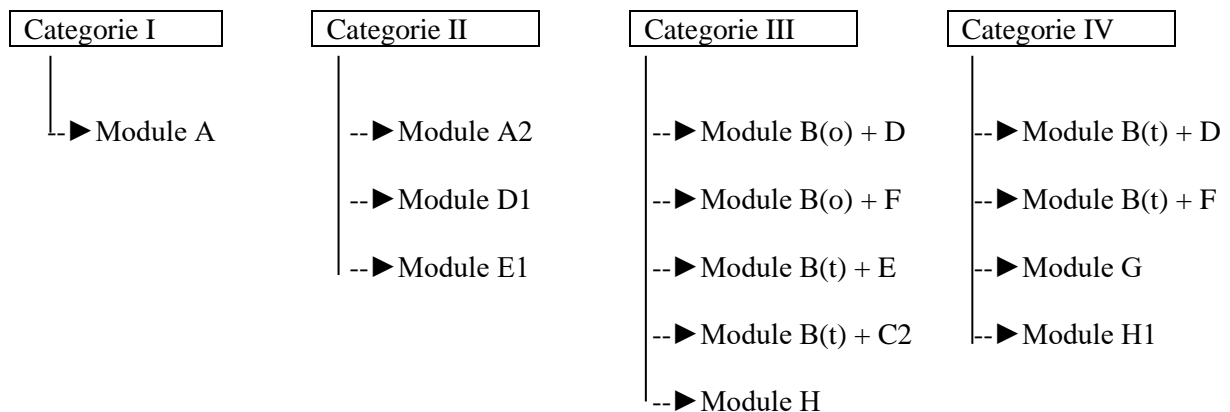 Categorie I Categorie II Categorie III Categorie IV
--► Module A --► Module A2 --► Module B(o) + D --► Module B(t) + D
--► Module D1 --► Module B(o) + F --► Module B(t) + F
--► Module E1 --► Module B(t) + E --► Module G
--► Module B(t) + C2 --► Module H1
--► Module H